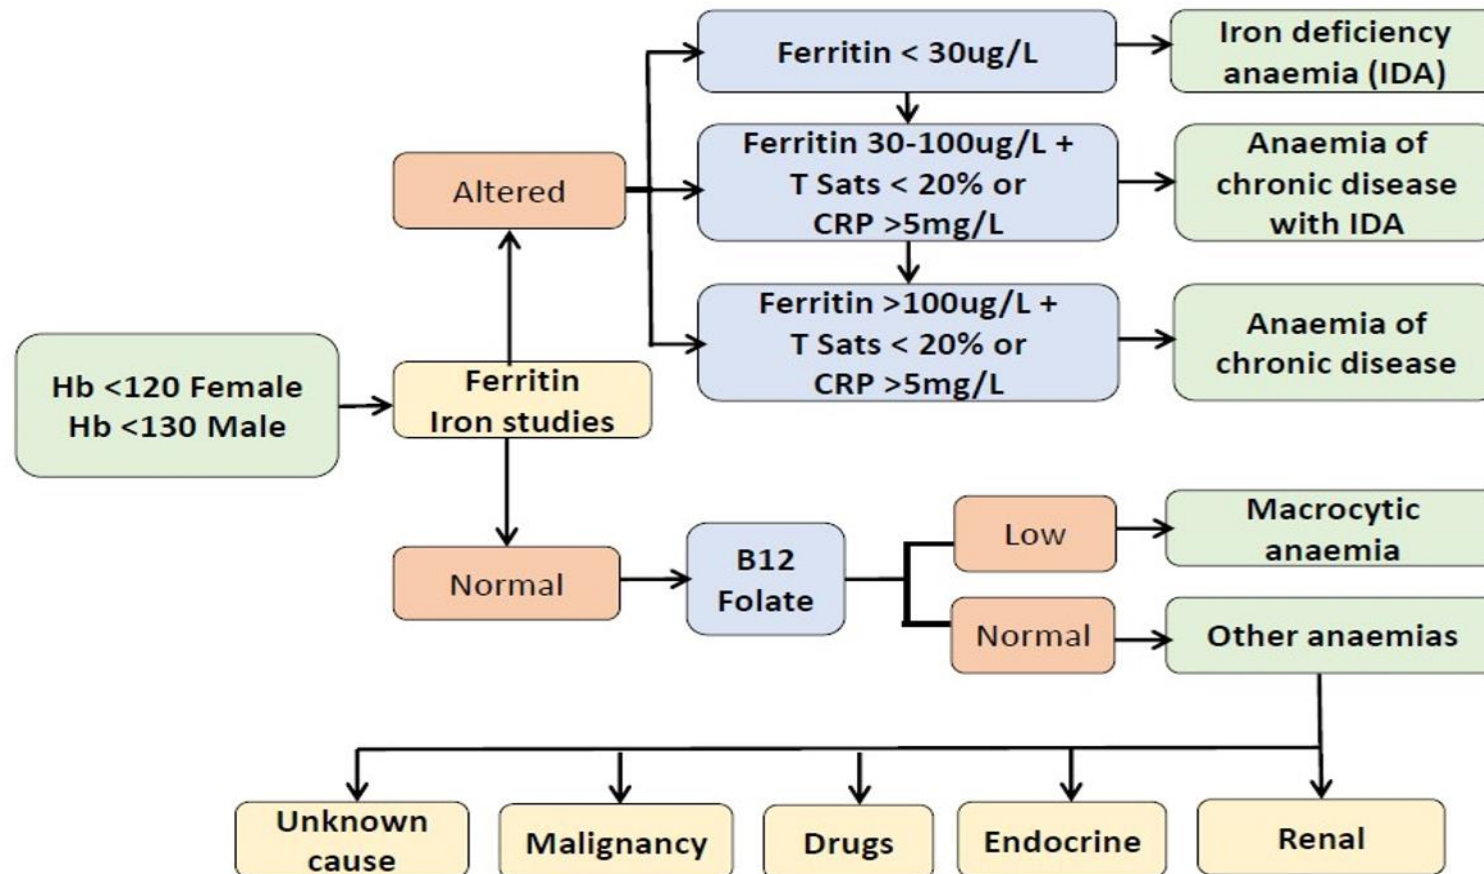 Ferritin < 30ug/L
Iron deficiency
anaemia (IDA)
Altered
Ferritin 30-100ug/L +
T Sats < 20% or
CRP >5mg/L
Anaemia of
chronic disease
with IDA
Ferritin >100ug/L +
T Sats < 20% or
CRP >5mg/L
Anaemia of
chronic disease
Hb <120 Female
Hb <130 Male
Ferritin
Iron studies
Normal
B12
Folate
Low
Macrocytic
anaemia
Normal
Other anaemias
Unknown
cause
Malignancy
Drugs
Endocrine
Renal